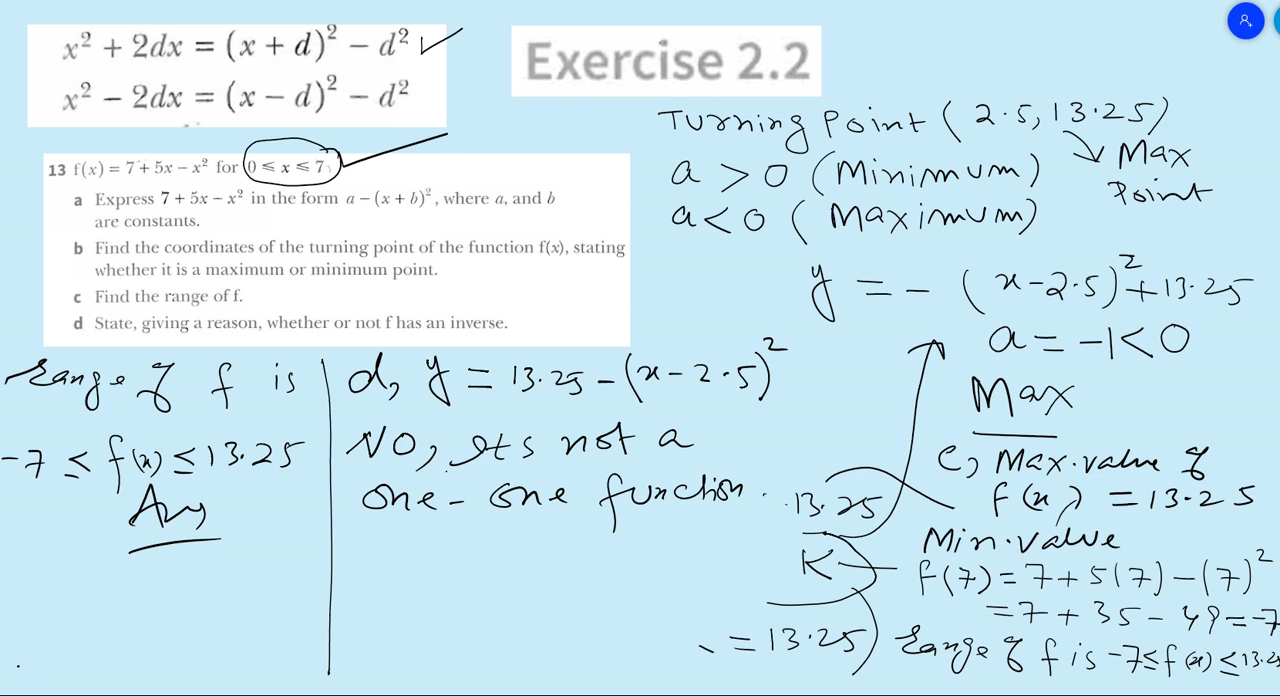 x² + 2dx = (x + d)² − d² ✓
x² − 2dx = (x − d)² − d²
Exercise 2.2
13 f(x) = 7 + 5x − x² for (0 ⩽ x ⩽ 7)
a Express 7 + 5x − x² in the form a − (x + b)², where a, and b
are constants.
b Find the coordinates of the turning point of the function f(x), stating
whether it is a maximum or minimum point.
c Find the range of f.
d State, giving a reason, whether or not f has an inverse.
Turning Point (2.5, 13.25)
Max
Point
a > 0 (Minimum)
a < 0 (Maximum)
y = − (x−2.5)² + 13.25
a = −1 < 0
Max
c, Max.value of
f(x) = 13.25
Min.value
f(7) = 7 + 5(7) − (7)²
= 7 + 35 − 49 = −7
Range of f is −7 ≤ f(x) ≤ 13.25
13.25
K
= 13.25)
Range of f is
−7 ≤ f(x) ≤ 13.25
Ans
d, y = 13.25 − (x − 2.5)²
NO, Its not a
one-one function.